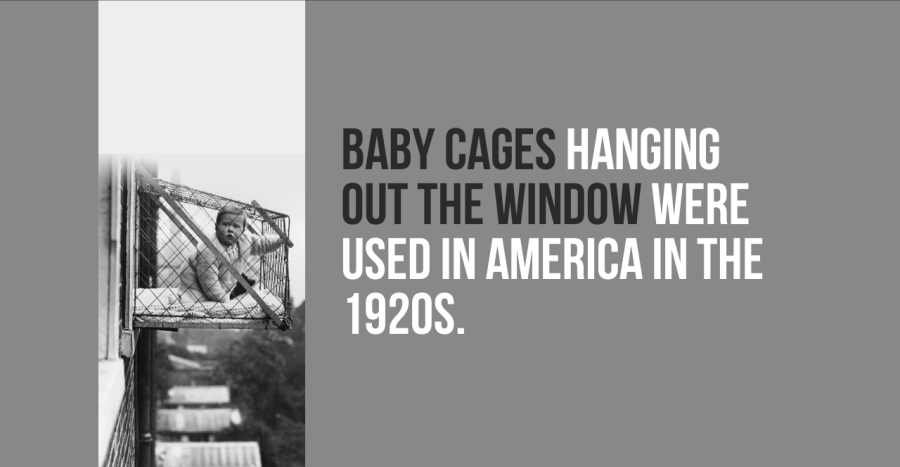 BABY CAGES HANGING
OUT THE WINDOW WERE
USED IN AMERICA IN THE
1920S.